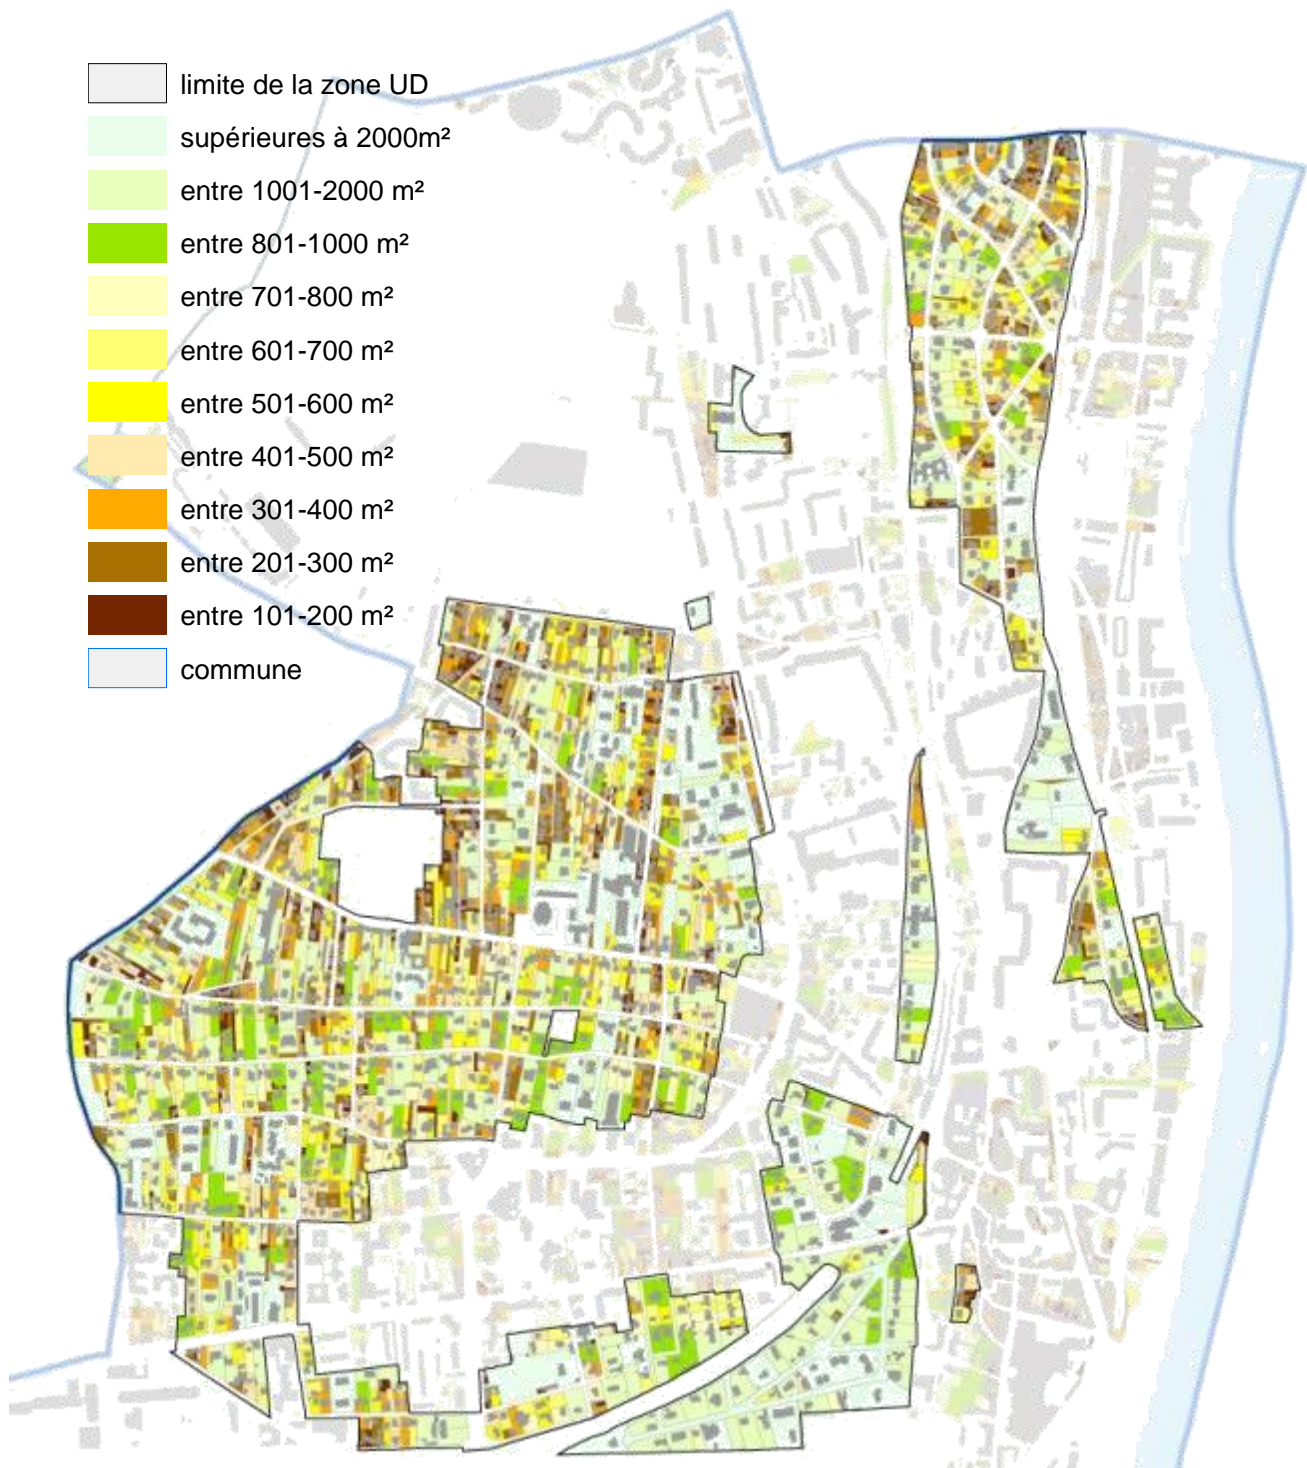 limite de la zone UD
supérieures à 2000m²
entre 1001-2000 m²
entre 801-1000 m²
entre 701-800 m²
entre 601-700 m²
entre 501-600 m²
entre 401-500 m²
entre 301-400 m²
entre 201-300 m²
entre 101-200 m²
commune